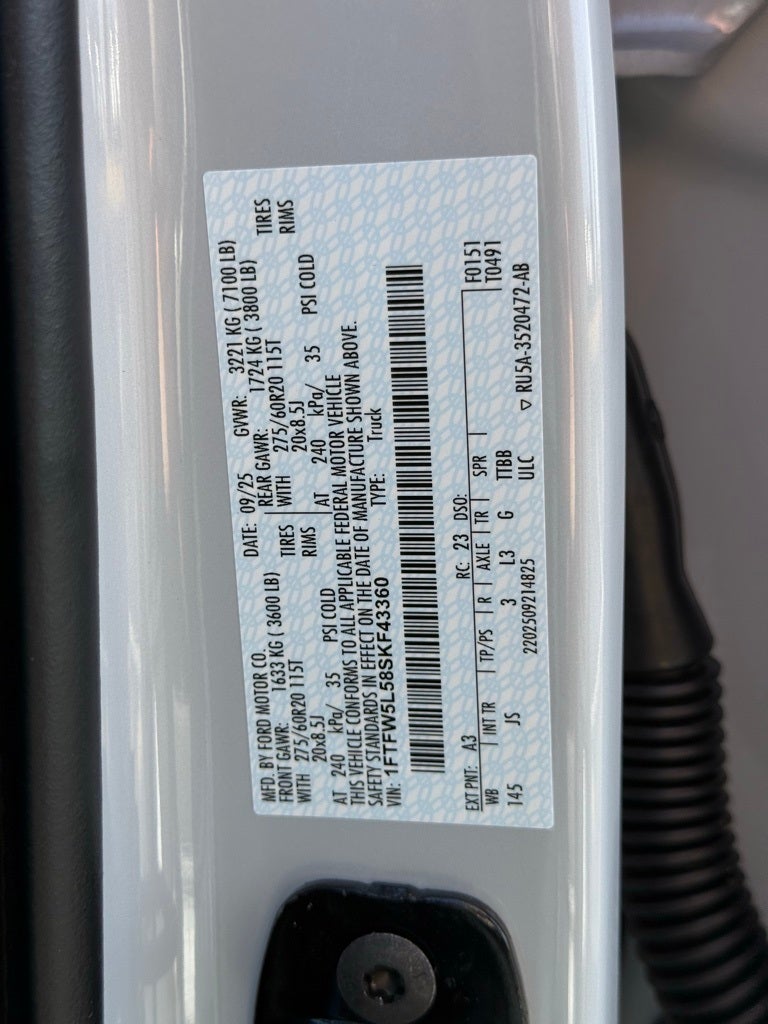 MFD. BY FORD MOTOR CO. DATE: 09/25 GVWR: 3221 KG ( 7100 LB)
FRONT GAWR: 1633 KG ( 3600 LB) REAR GAWR: 1724 KG ( 3800 LB)
WITH 275/60R20 115T TIRES WITH 275/60R20 115T TIRES
20x8.5J RIMS 20x8.5J RIMS
AT 240 kPa/ 35 PSI COLD AT 240 kPa/ 35 PSI COLD
THIS VEHICLE CONFORMS TO ALL APPLICABLE FEDERAL MOTOR VEHICLE
SAFETY STANDARDS IN EFFECT ON THE DATE OF MANUFACTURE SHOWN ABOVE.
VIN: 1FTFW5L58SKF43360 TYPE: Truck
EXT PNT: A3 RC: 23 DSO: F0151
WB INT TR TP/PS R AXLE TR SPR T0491
145 JS 3 L3 G TTBB
2202509214825 ULC ▽ RU5A-3520472-AB